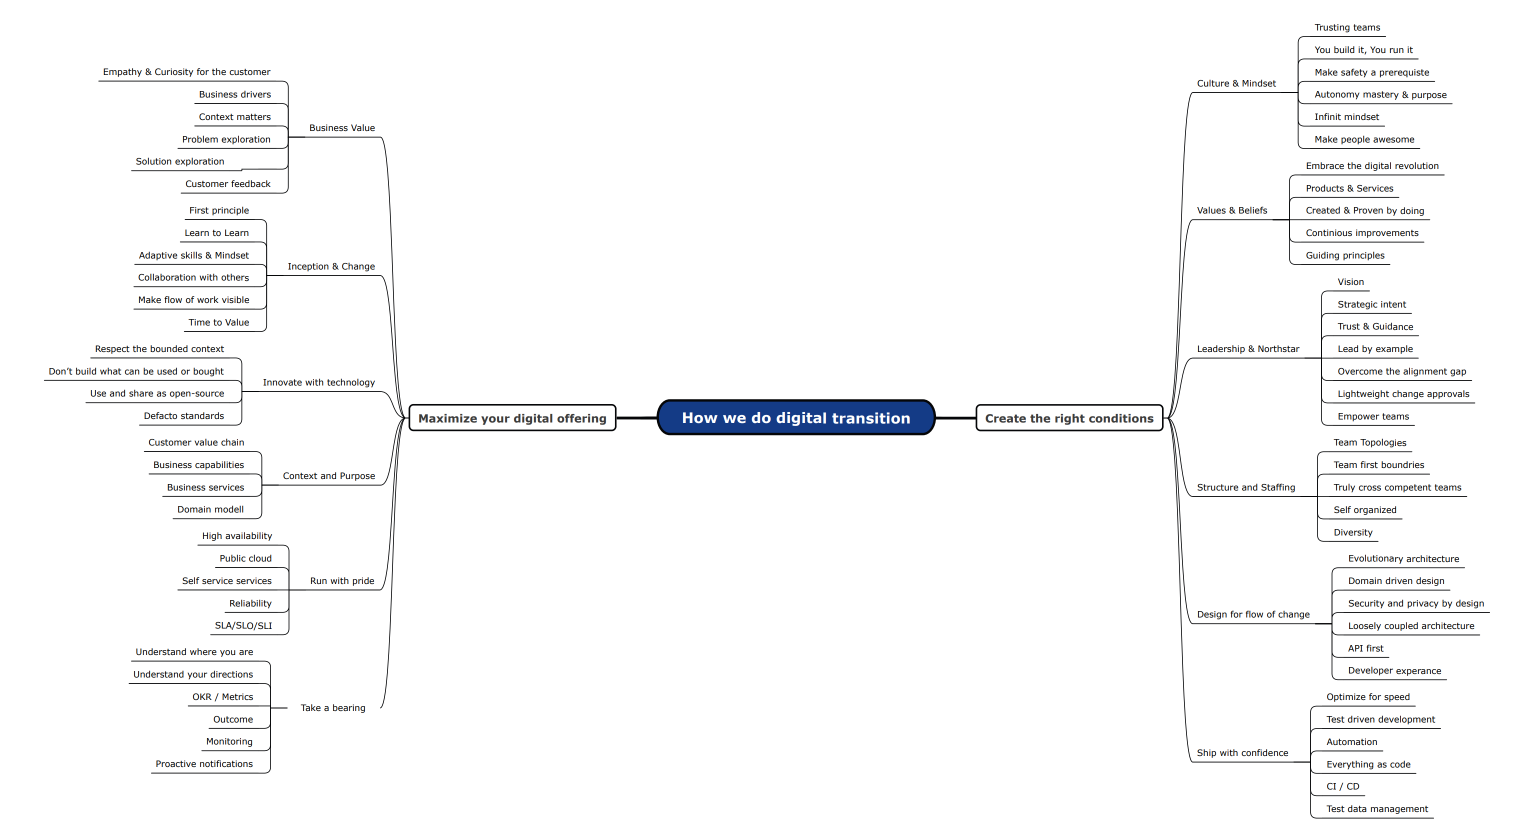 How we do digital transition
Maximize your digital offering
Business Value
Empathy & Curiosity for the customer
Business drivers
Context matters
Problem exploration
Solution exploration
Customer feedback
Inception & Change
First principle
Learn to Learn
Adaptive skills & Mindset
Collaboration with others
Make flow of work visible
Time to Value
Innovate with technology
Respect the bounded context
Don't build what can be used or bought
Use and share as open-source
Defacto standards
Context and Purpose
Customer value chain
Business capabilities
Business services
Domain modell
Run with pride
High availability
Public cloud
Self service services
Reliability
SLA/SLO/SLI
Take a bearing
Understand where you are
Understand your directions
OKR / Metrics
Outcome
Monitoring
Proactive notifications
Create the right conditions
Culture & Mindset
Trusting teams
You build it, You run it
Make safety a prerequiste
Autonomy mastery & purpose
Infinit mindset
Make people awesome
Values & Beliefs
Embrace the digital revolution
Products & Services
Created & Proven by doing
Continious improvements
Guiding principles
Leadership & Northstar
Vision
Strategic intent
Trust & Guidance
Lead by example
Overcome the alignment gap
Lightweight change approvals
Empower teams
Structure and Staffing
Team Topologies
Team first boundries
Truly cross competent teams
Self organized
Diversity
Design for flow of change
Evolutionary architecture
Domain driven design
Security and privacy by design
Loosely coupled architecture
API first
Developer experance
Ship with confidence
Optimize for speed
Test driven development
Automation
Everything as code
CI / CD
Test data management